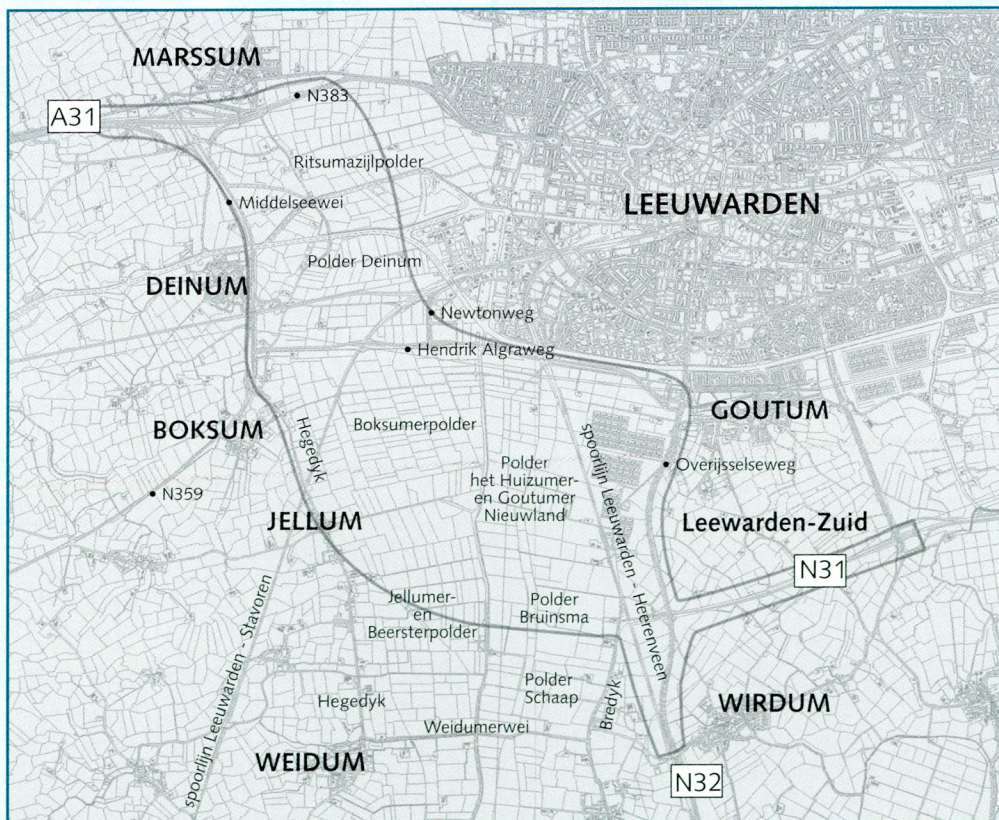 MARSSUM
N383
A31
Ritsumazijlpolder
Middelseewei
LEEUWARDEN
Polder Deinum
DEINUM
Newtonweg
Hendrik Algraweg
GOUTUM
BOKSUM
Hegedyk
Boksumerpolder
spoorlijn Leeuwarden - Heerenveen
Overijsselseweg
Polder
het Huizumer-
en Goutumer
Nieuwland
N359
JELLUM
Leewarden-Zuid
N31
spoorlijn Leeuwarden - Stavoren
Jellumer-
en
Beersterpolder
Polder
Bruinsma
Polder
Schaap
Bredyk
Hegedyk
WIRDUM
Weidumerwei
WEIDUM
N32